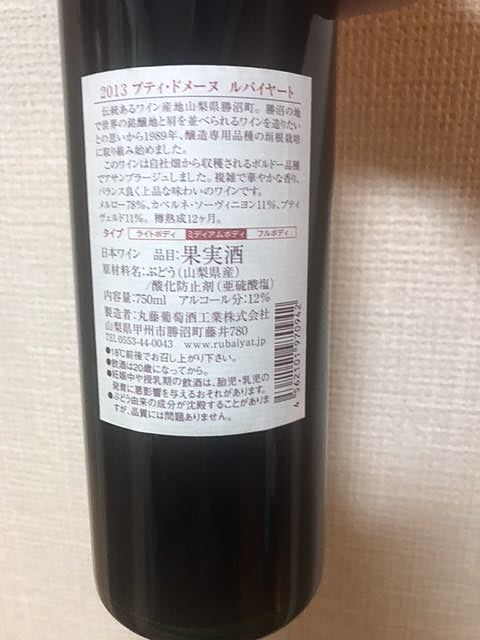 2013 プティ・ドメーヌ ルバイヤート
伝統あるワイン産地山梨県勝沼町。勝沼の地
で世界の銘醸地と肩を並べられるワインを造りたい
との思いから1989年、醸造専用品種の垣根栽培
に取り組み始めました。
このワインは自社畑から収穫されるボルドー品種
でアサンブラージュしました。複雑で華やかな香り、
バランス良く上品な味わいのワインです。
メルロー78%、カベルネ・ソーヴィニヨン11%、プティ
ヴェルド11%。 樽熟成12ヶ月。
タイプ ライトボディ ミディアムボディ フルボディ
日本ワイン 品目:果実酒
原材料名:ぶどう(山梨県産)
/酸化防止剤(亜硫酸塩)
内容量:750ml アルコール分:12%
製造者:丸藤葡萄酒工業株式会社
山梨県甲州市勝沼町藤井780
TEL0553-44-0043 www.rubaiyat.jp
●18℃前後でお召し上がり下さい。
●飲酒は20歳になってから。
●妊娠中や授乳期の飲酒は、胎児・乳児の
発育に悪影響を与えるおそれがあります。
●ぶどう由来の成分が沈殿することがありま
すが、品質には問題ありません。
4 562101 970942